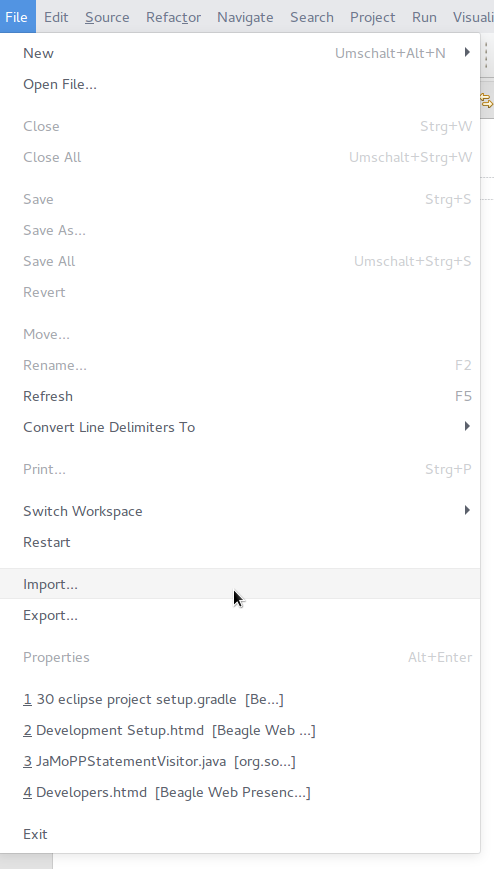 File Edit Source Refactor Navigate Search Project Run Visuali
New Umschalt+Alt+N
Open File...
Close Strg+W
Close All Umschalt+Strg+W
Save Strg+S
Save As...
Save All Umschalt+Strg+S
Revert
Move...
Rename... F2
Refresh F5
Convert Line Delimiters To
Print... Strg+P
Switch Workspace
Restart
Import...
Export...
Properties Alt+Enter
1 30 eclipse project setup.gradle [Be...]
2 Development Setup.htmd [Beagle Web ...]
3 JaMoPPStatementVisitor.java [org.so...]
4 Developers.htmd [Beagle Web Presenc...]
Exit